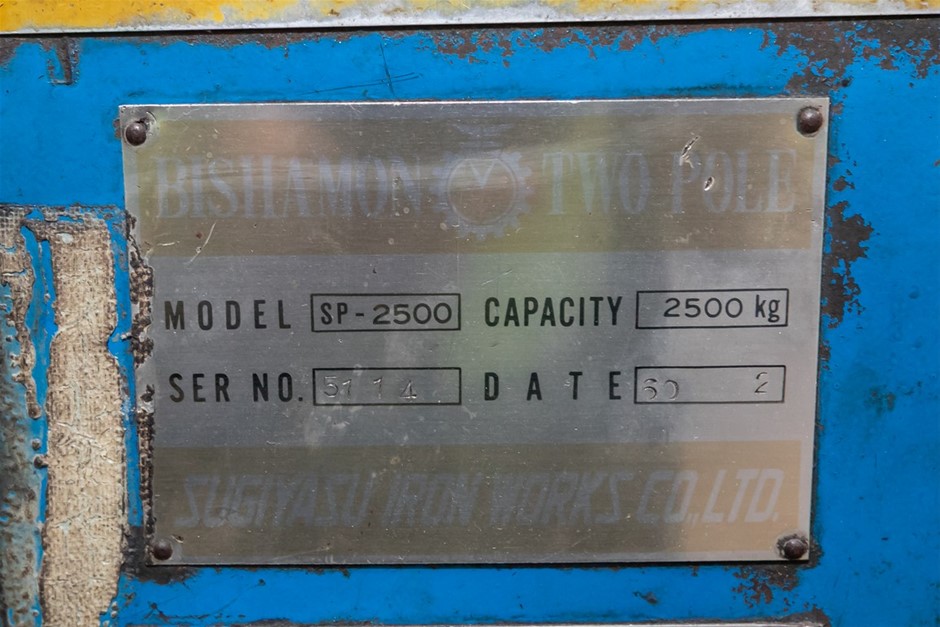 BISHAMON TWO POLE
MODEL SP-2500 CAPACITY 2500 kg
SER NO. 5114 DATE 60 2
SUGIYASU IRON WORKS CO.,LTD.